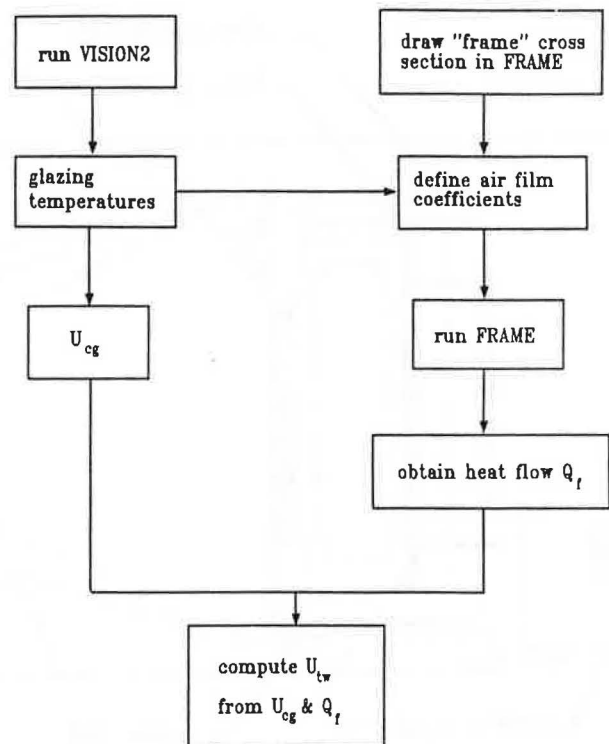 run VISION2
draw "frame" cross
section in FRAME
glazing
temperatures
define air film
coefficients
U_cg
run FRAME
obtain heat flow Q_f
compute U_tw
from U_cg & Q_f